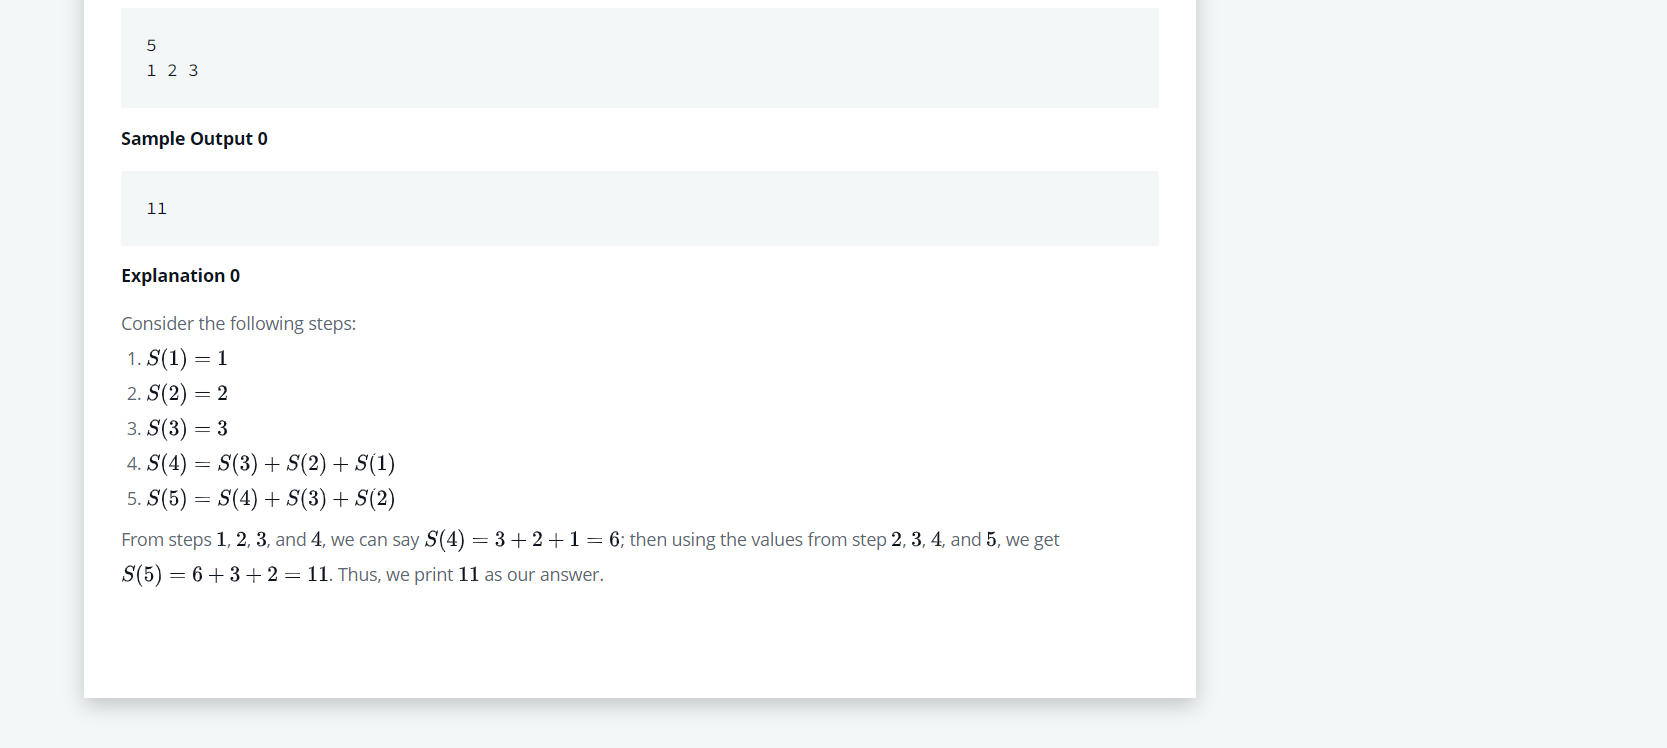 5
1 2 3
Sample Output 0
11
Explanation 0
Consider the following steps:
1. S(1) = 1
2. S(2) = 2
3. S(3) = 3
4. S(4) = S(3) + S(2) + S(1)
5. S(5) = S(4) + S(3) + S(2)
From steps 1, 2, 3, and 4, we can say S(4) = 3 + 2 + 1 = 6; then using the values from step 2, 3, 4, and 5, we get
S(5) = 6 + 3 + 2 = 11. Thus, we print 11 as our answer.